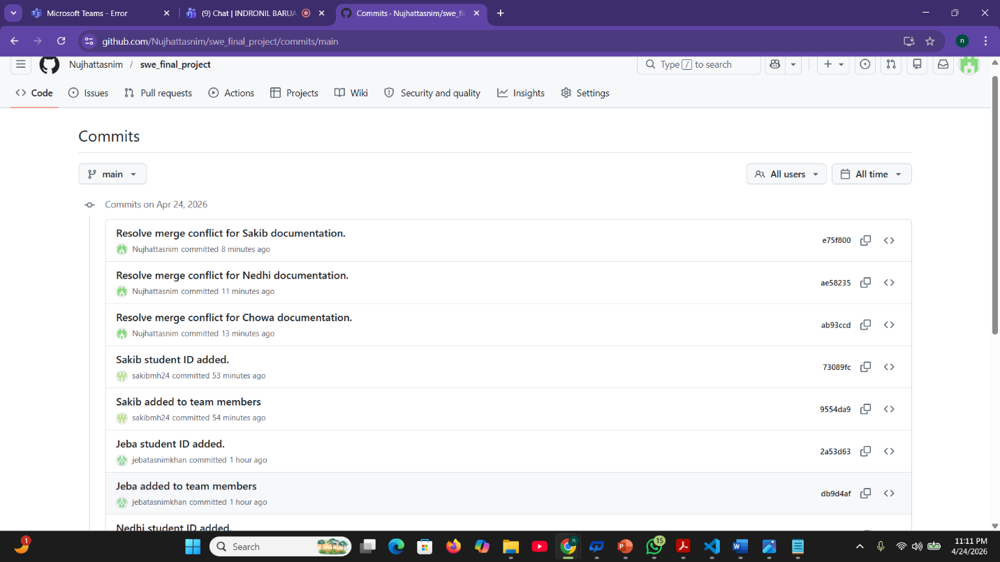 Microsoft Teams - Error
(9) Chat | INDRONIL BARUA
Commits · Nujhattasnim/swe_fi
github.com/Nujhattasnim/swe_final_project/commits/main
n
Nujhattasnim / swe_final_project
Type / to search
Code
Issues
Pull requests
Actions
Projects
Wiki
Security and quality
Insights
Settings
Commits
main
All users
All time
Commits on Apr 24, 2026
Resolve merge conflict for Sakib documentation.
Nujhattasnim committed 8 minutes ago
e75f800
Resolve merge conflict for Nedhi documentation.
Nujhattasnim committed 11 minutes ago
ae58235
Resolve merge conflict for Chowa documentation.
Nujhattasnim committed 13 minutes ago
ab93ccd
Sakib student ID added.
sakibmh24 committed 53 minutes ago
73089fc
Sakib added to team members
sakibmh24 committed 54 minutes ago
9554da9
Jeba student ID added.
jebatasnimkhan committed 1 hour ago
2a53d63
Jeba added to team members
jebatasnimkhan committed 1 hour ago
db9d4af
Nedhi student ID added.
1
Search
n
15
11:11 PM
4/24/2026